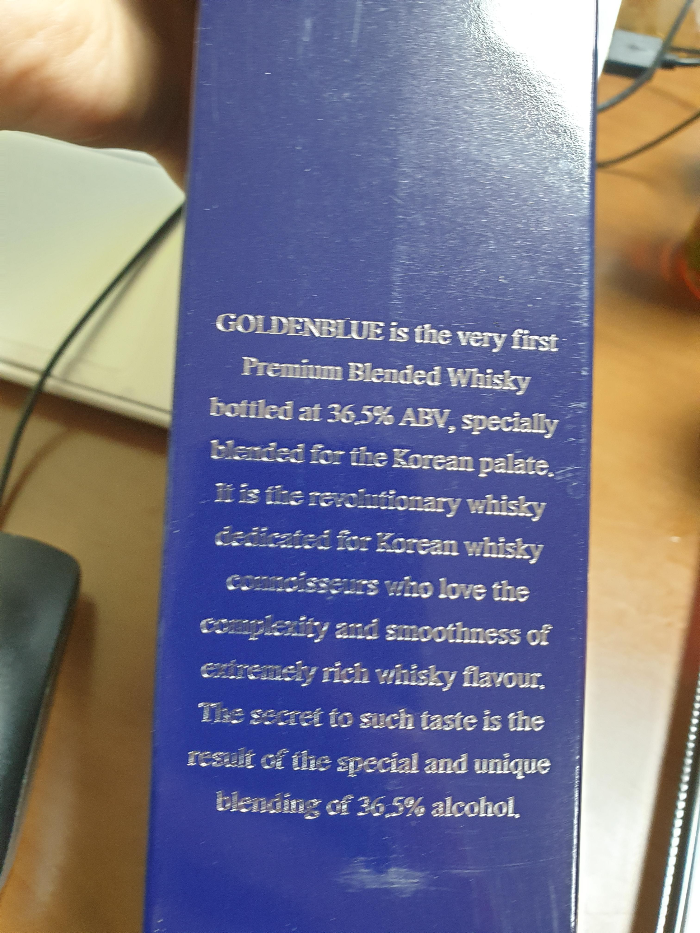 GOLDENBLUE is the very first
Premium Blended Whisky
bottled at 36.5% ABV, specially
blended for the Korean palate.
It is the revolutionary whisky
dedicated for Korean whisky
connoisseurs who love the
complexity and smoothness of
extremely rich whisky flavour.
The secret to such taste is the
result of the special and unique
blending of 36.5% alcohol.